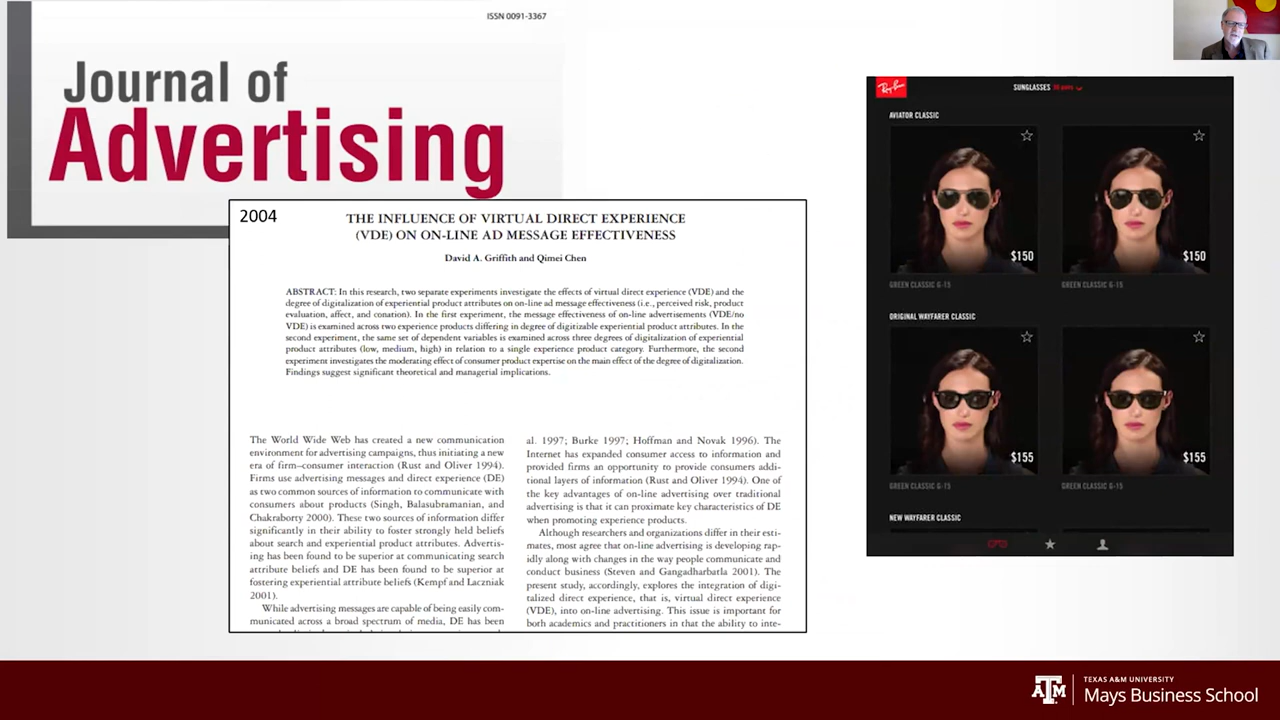 ISSN 0091-3367
Journal of
Advertising
2004
THE INFLUENCE OF VIRTUAL DIRECT EXPERIENCE
(VDE) ON ON-LINE AD MESSAGE EFFECTIVENESS
David A. Griffith and Qimei Chen
ABSTRACT: In this research, two separate experiments investigate the effects of virtual direct experience (VDE) and the
degree of digitalization of experiential product attributes on on-line ad message effectiveness (i.e., perceived risk, product
evaluation, affect, and conation). In the first experiment, the message effectiveness of on-line advertisements (VDE/no
VDE) is examined across two experience products differing in degree of digitizable experiential product attributes. In the
second experiment, the same set of dependent variables is examined across three degrees of digitalization of experiential
product attributes (low, medium, high) in relation to a single experience product category. Furthermore, the second
experiment investigates the moderating effect of consumer product expertise on the main effect of the degree of digitalization.
Findings suggest significant theoretical and managerial implications.
The World Wide Web has created a new communication
environment for advertising campaigns, thus initiating a new
era of firm–consumer interaction (Rust and Oliver 1994).
Firms use advertising messages and direct experience (DE)
as two common sources of information to communicate with
consumers about products (Singh, Balasubramanian, and
Chakraborty 2000). These two sources of information differ
significantly in their ability to foster strongly held beliefs
about search and experiential product attributes. Advertis-
ing has been found to be superior at communicating search
attribute beliefs and DE has been found to be superior at
fostering experiential attribute beliefs (Kempf and Laczniak
2001).
While advertising messages are capable of being easily com-
municated across a broad spectrum of media, DE has been
al. 1997; Burke 1997; Hoffman and Novak 1996). The
Internet has expanded consumer access to information and
provided firms an opportunity to provide consumers addi-
tional layers of information (Rust and Oliver 1994). One of
the key advantages of on-line advertising over traditional
advertising is that it can proximate key characteristics of DE
when promoting experience products.
Although researchers and organizations differ in their esti-
mates, most agree that on-line advertising is developing rap-
idly along with changes in the way people communicate and
conduct business (Steven and Gangadharbatla 2001). The
present study, accordingly, explores the integration of digi-
talized direct experience, that is, virtual direct experience
(VDE), into on-line advertising. This issue is important for
both academics and practitioners in that the ability to inte-
Ray-Ban
SUNGLASSES
AVIATOR CLASSIC
$150
$150
GREEN CLASSIC G-15
GREEN CLASSIC G-15
ORIGINAL WAYFARER CLASSIC
$155
$155
GREEN CLASSIC G-15
GREEN CLASSIC G-15
NEW WAYFARER CLASSIC
ATM
TEXAS A&M UNIVERSITY
Mays Business School